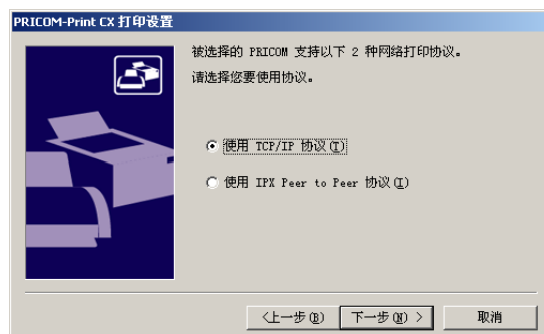 PRICOM-Print CX 打印设置
被选择的 PRICOM 支持以下 2 种网络打印协议。
请选择您要使用协议。
使用 TCP/IP 协议(T)
使用 IPX Peer to Peer 协议(I)
<上一步(B) 下一步(N) > 取消